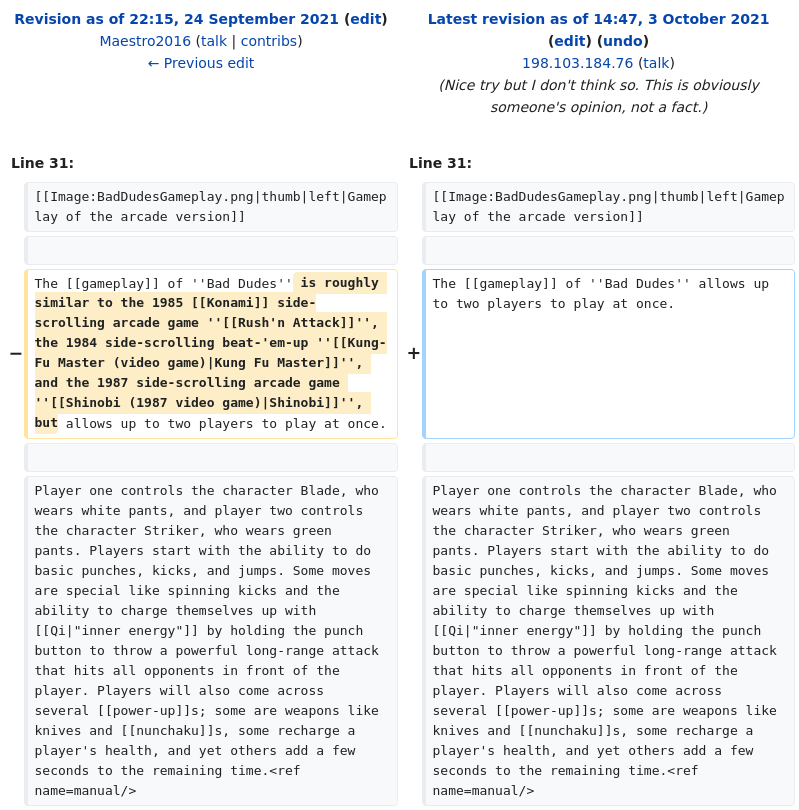 Revision as of 22:15, 24 September 2021 (edit)
Maestro2016 (talk | contribs)
← Previous edit
Latest revision as of 14:47, 3 October 2021
(edit) (undo)
198.103.184.76 (talk)
(Nice try but I don't think so. This is obviously
someone's opinion, not a fact.)
Line 31:
Line 31:
[[Image:BadDudesGameplay.png|thumb|left|Gamep
lay of the arcade version]]
[[Image:BadDudesGameplay.png|thumb|left|Gamep
lay of the arcade version]]
−
The [[gameplay]] of ''Bad Dudes'' is roughly
similar to the 1985 [[Konami]] side-
scrolling arcade game ''[[Rush'n Attack]]'',
the 1984 side-scrolling beat-'em-up ''[[Kung-
Fu Master (video game)|Kung Fu Master]]'',
and the 1987 side-scrolling arcade game
''[[Shinobi (1987 video game)|Shinobi]]'',
but allows up to two players to play at once.
+
The [[gameplay]] of ''Bad Dudes'' allows up
to two players to play at once.
Player one controls the character Blade, who
wears white pants, and player two controls
the character Striker, who wears green
pants. Players start with the ability to do
basic punches, kicks, and jumps. Some moves
are special like spinning kicks and the
ability to charge themselves up with
[[Qi|"inner energy"]] by holding the punch
button to throw a powerful long-range attack
that hits all opponents in front of the
player. Players will also come across
several [[power-up]]s; some are weapons like
knives and [[nunchaku]]s, some recharge a
player's health, and yet others add a few
seconds to the remaining time.<ref
name=manual/>
Player one controls the character Blade, who
wears white pants, and player two controls
the character Striker, who wears green
pants. Players start with the ability to do
basic punches, kicks, and jumps. Some moves
are special like spinning kicks and the
ability to charge themselves up with
[[Qi|"inner energy"]] by holding the punch
button to throw a powerful long-range attack
that hits all opponents in front of the
player. Players will also come across
several [[power-up]]s; some are weapons like
knives and [[nunchaku]]s, some recharge a
player's health, and yet others add a few
seconds to the remaining time.<ref
name=manual/>